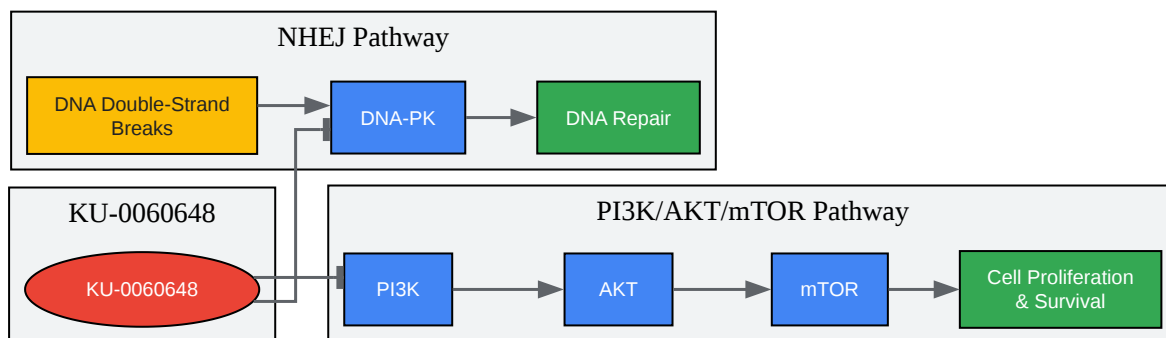 NHEJ Pathway
DNA Double-Strand
Breaks
DNA-PK
DNA Repair
KU-0060648
KU-0060648
PI3K/AKT/mTOR Pathway
PI3K
AKT
mTOR
Cell Proliferation
& Survival